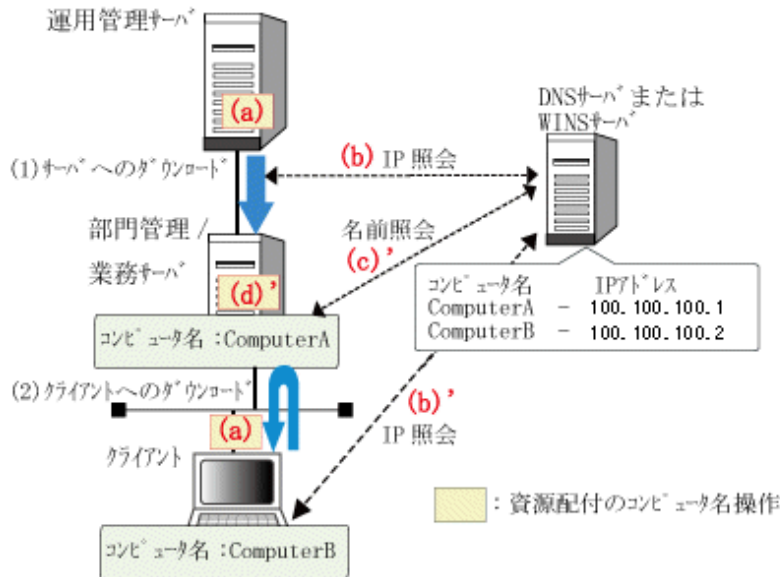 運用管理ｻｰﾊﾞ
(a)
DNSｻｰﾊﾞまたは
WINSｻｰﾊﾞ
(1)ｻｰﾊﾞへのﾀﾞｳﾝﾛｰﾄﾞ
(b) IP照会
部門管理/
業務ｻｰﾊﾞ
名前照会
(c)’
(d)’
ｺﾝﾋﾟｭｰﾀ名 IPｱﾄﾞﾚｽ
ComputerA － 100.100.100.1
ComputerB － 100.100.100.2
ｺﾝﾋﾟｭｰﾀ名:ComputerA
(2)ｸﾗｲｱﾝﾄへのﾀﾞｳﾝﾛｰﾄﾞ
(b)’
IP照会
(a)
ｸﾗｲｱﾝﾄ
:資源配付のｺﾝﾋﾟｭｰﾀ名操作
ｺﾝﾋﾟｭｰﾀ名:ComputerB